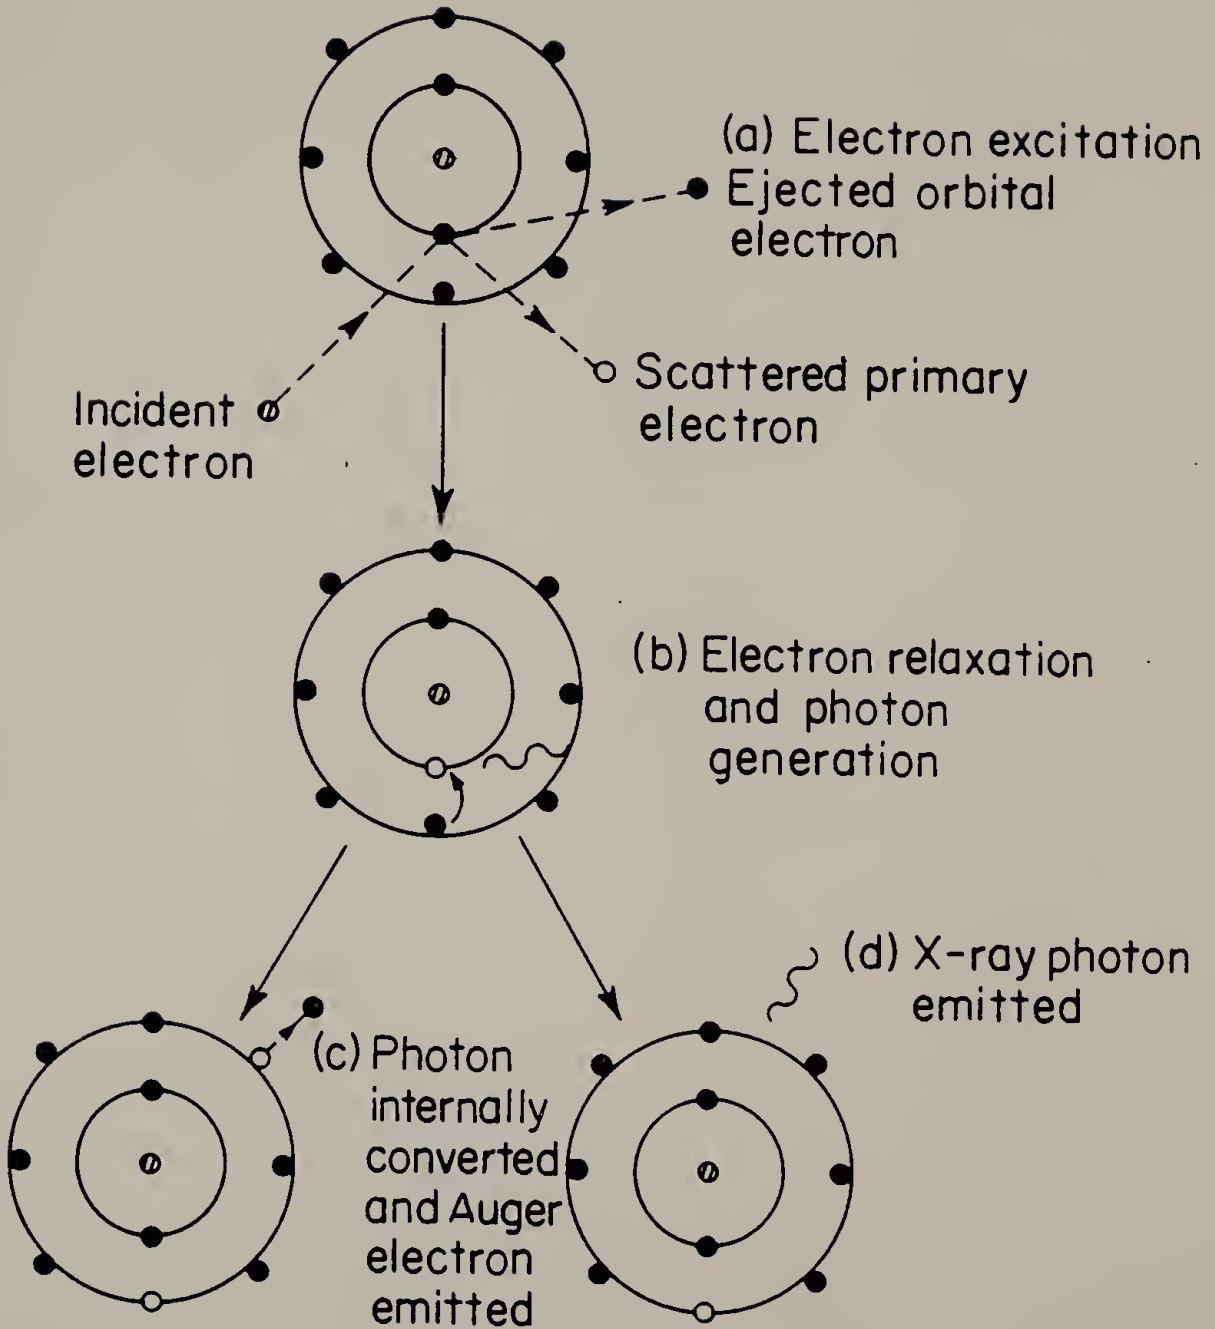 (a) Electron excitation
Ejected orbital
electron
Incident
electron
Scattered primary
electron
(b) Electron relaxation
and photon
generation
(c) Photon
internally
converted
and Auger
electron
emitted
(d) X-ray photon
emitted